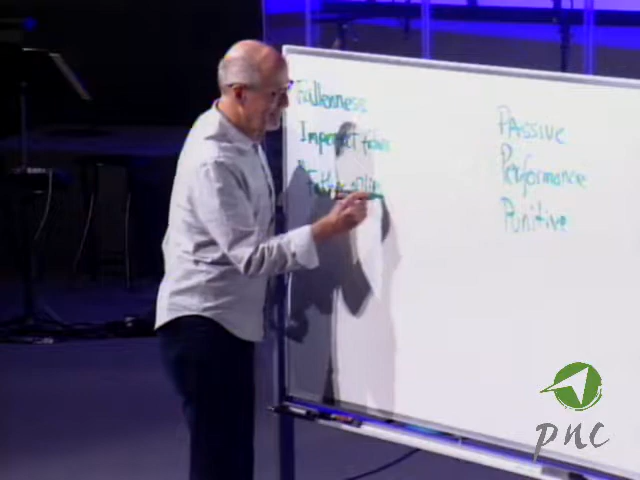 Fallenness
Imperfect
Passive
Performance
Punitive
pnc